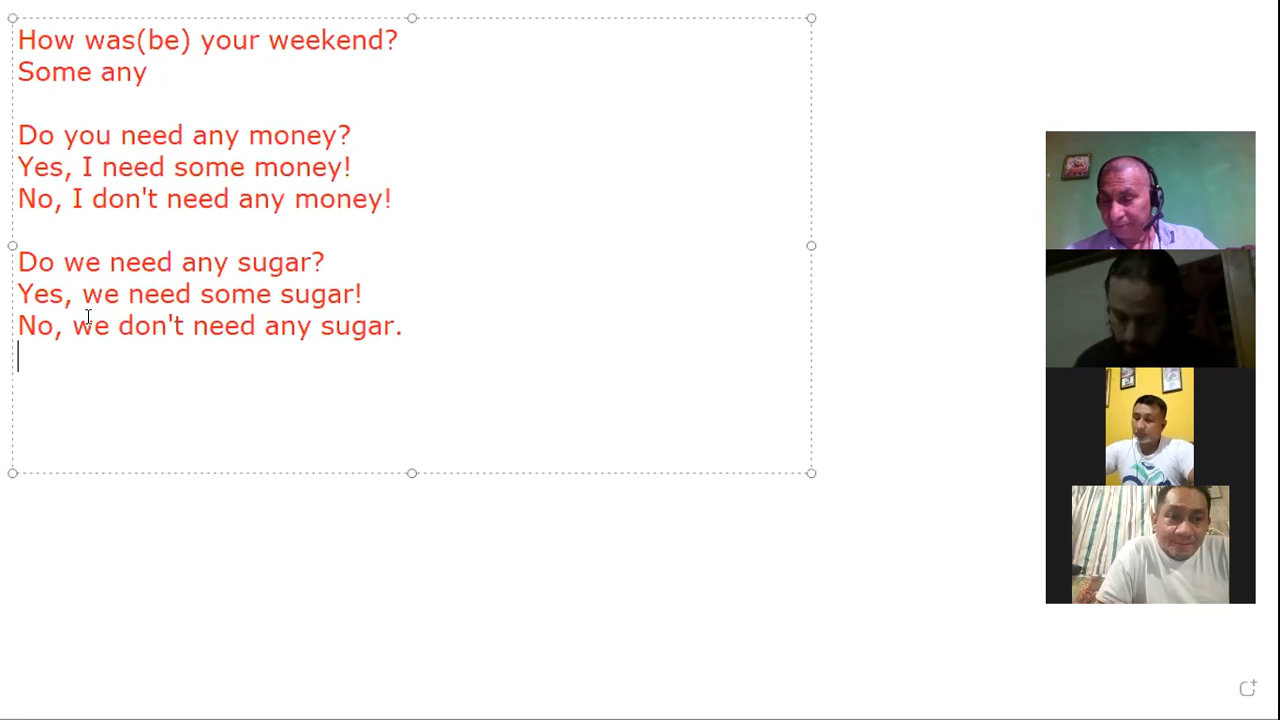 How was(be) your weekend?
Some any
Do you need any money?
Yes, I need some money!
No, I don't need any money!
Do we need any sugar?
Yes, we need some sugar!
No, we don't need any sugar.